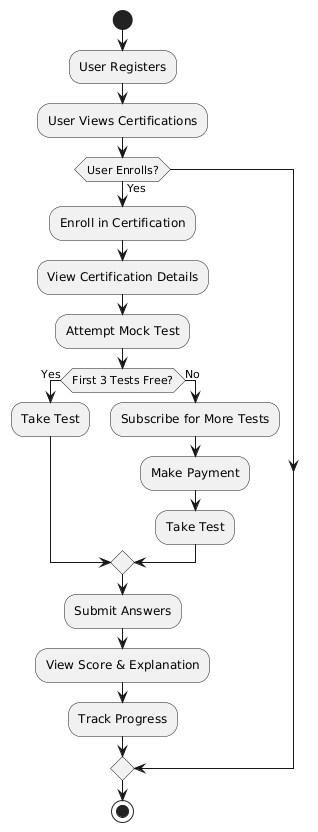 User Registers
User Views Certifications
User Enrolls?
Yes
Enroll in Certification
View Certification Details
Attempt Mock Test
Yes
First 3 Tests Free?
No
Take Test
Subscribe for More Tests
Make Payment
Take Test
Submit Answers
View Score & Explanation
Track Progress